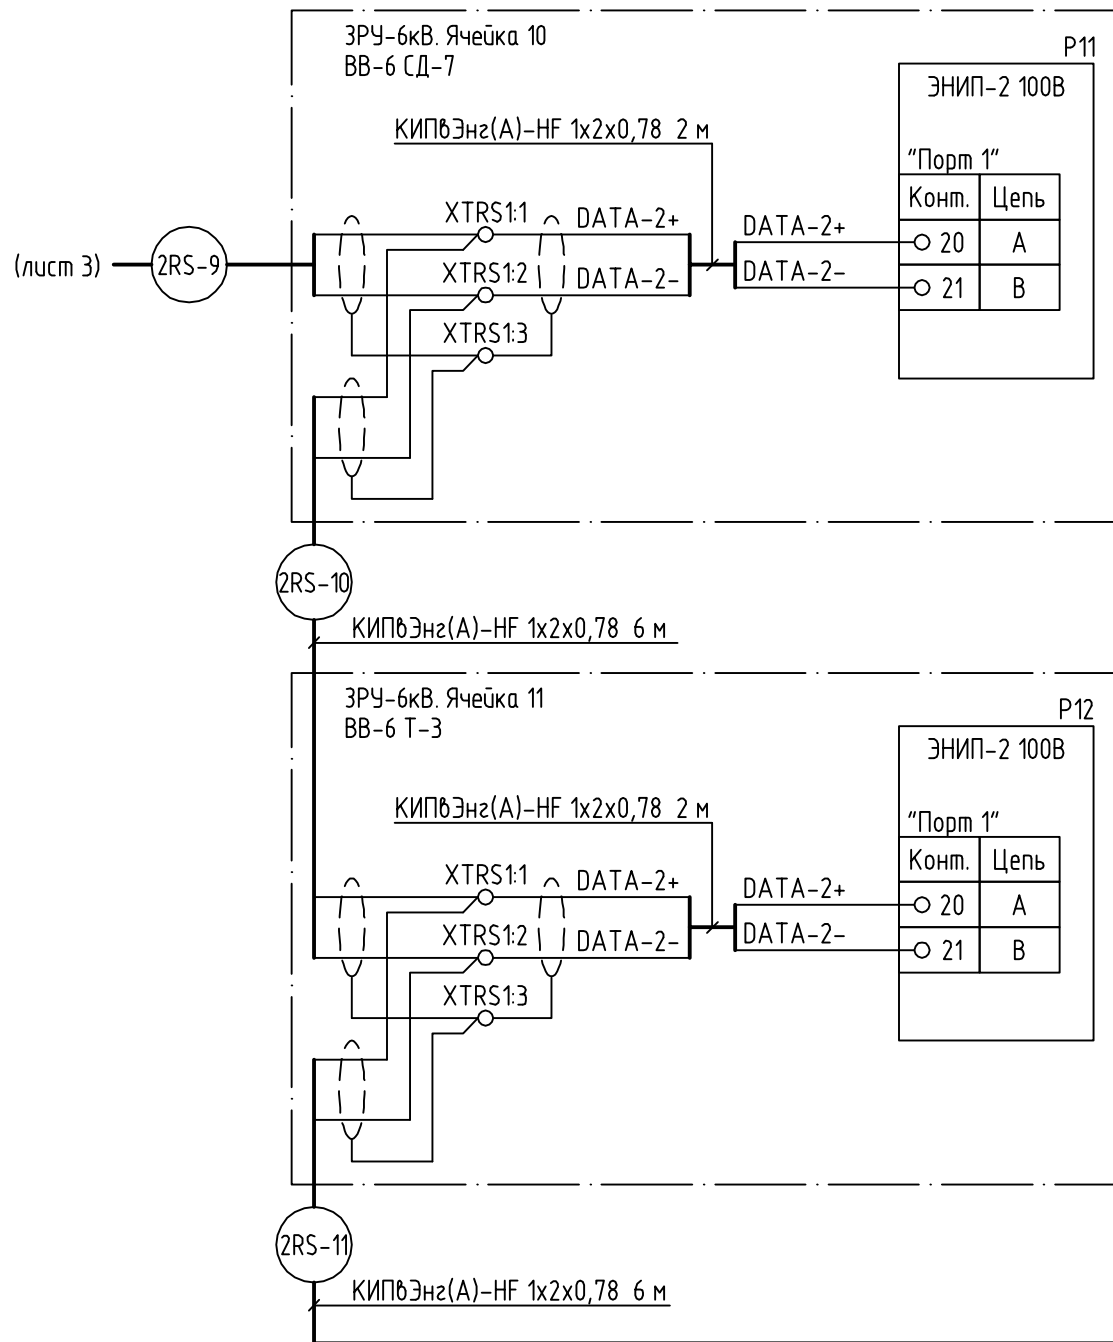 ЗРУ-6кВ. Ячейка 10
ВВ-6 СД-7
P11
ЭНИП-2 100В
КИПвЭнг(А)-HF 1x2x0,78 2 м
"Порт 1"
Конт. Цепь
20 A
21 B
XTRS1:1
DATA-2+
DATA-2+
(лист 3)
2RS-9
XTRS1:2
DATA-2-
DATA-2-
XTRS1:3
2RS-10
КИПвЭнг(А)-HF 1x2x0,78 6 м
ЗРУ-6кВ. Ячейка 11
ВВ-6 Т-3
P12
ЭНИП-2 100В
КИПвЭнг(А)-HF 1x2x0,78 2 м
"Порт 1"
Конт. Цепь
20 A
21 B
XTRS1:1
DATA-2+
DATA-2+
XTRS1:2
DATA-2-
DATA-2-
XTRS1:3
2RS-11
КИПвЭнг(А)-HF 1x2x0,78 6 м